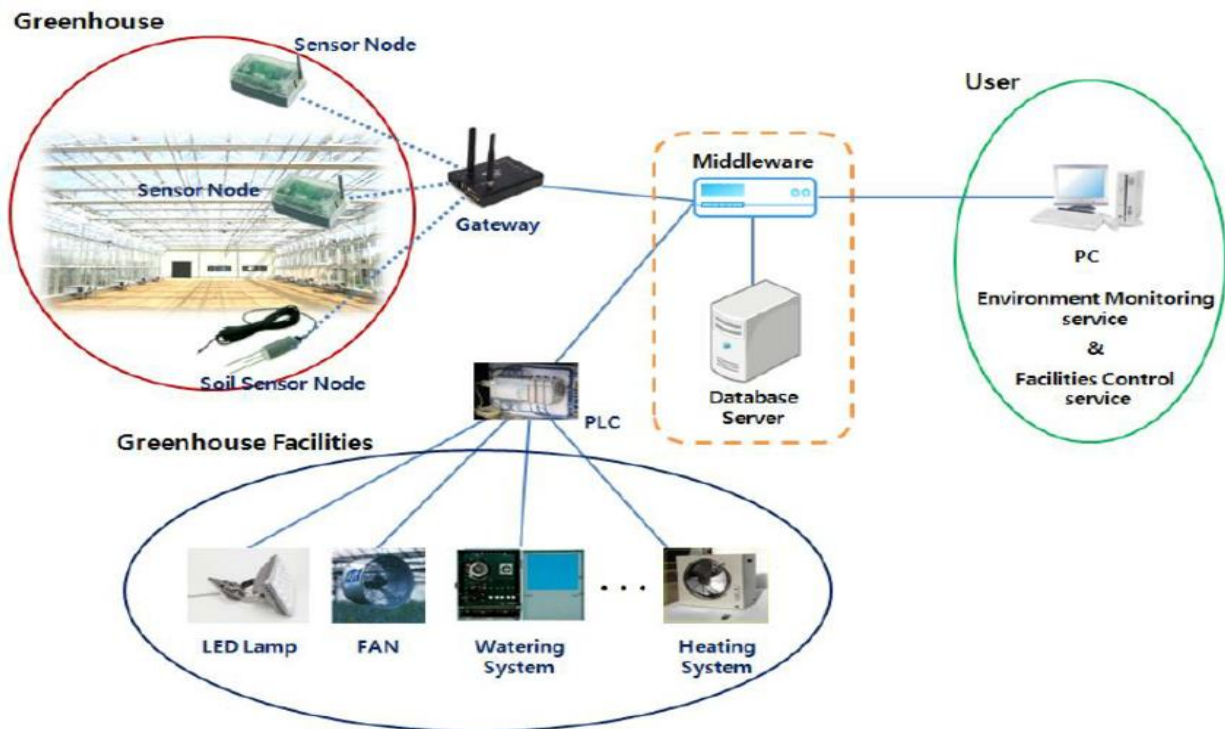 Greenhouse
Sensor Node
Sensor Node
Soil Sensor Node
Gateway
Middleware
Database
Server
User
PC
Environment Monitoring
service
&
Facilities Control
service
PLC
Greenhouse Facilities
LED Lamp
FAN
Watering
System
...
Heating
System